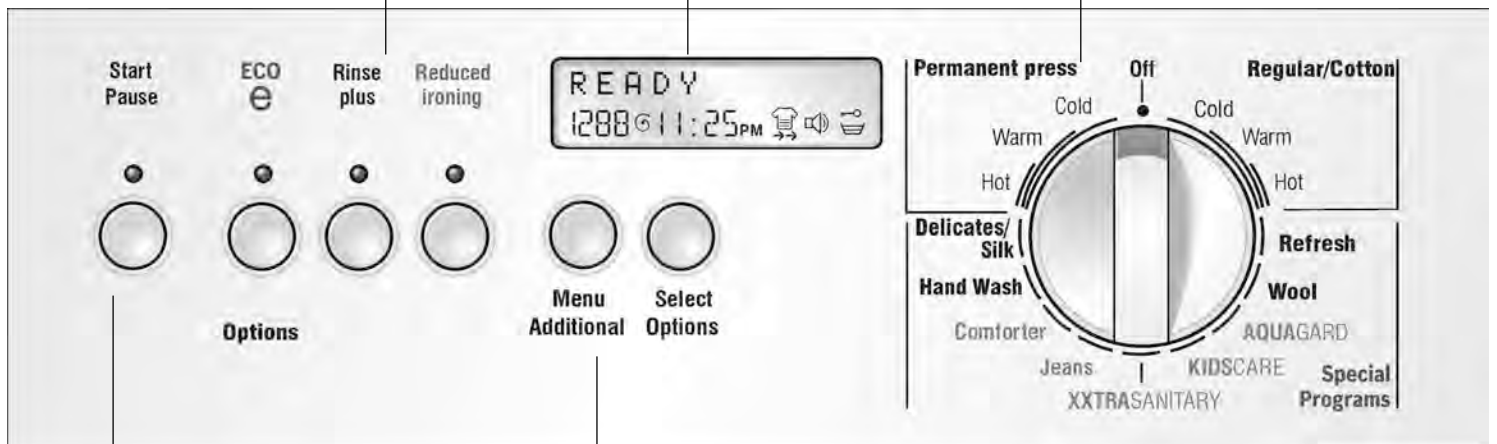 Start
Pause
ECO
e
Rinse
plus
Reduced
ironing
READY
1288 11:25PM
Options
Menu
Additional
Select
Options
Permanent press
Off
Regular/Cotton
Cold
Warm
Hot
Cold
Warm
Hot
Delicates/
Silk
Hand Wash
Comforter
Jeans
XXTRASANITARY
KIDSCARE
AQUAGARD
Wool
Refresh
Special
Programs